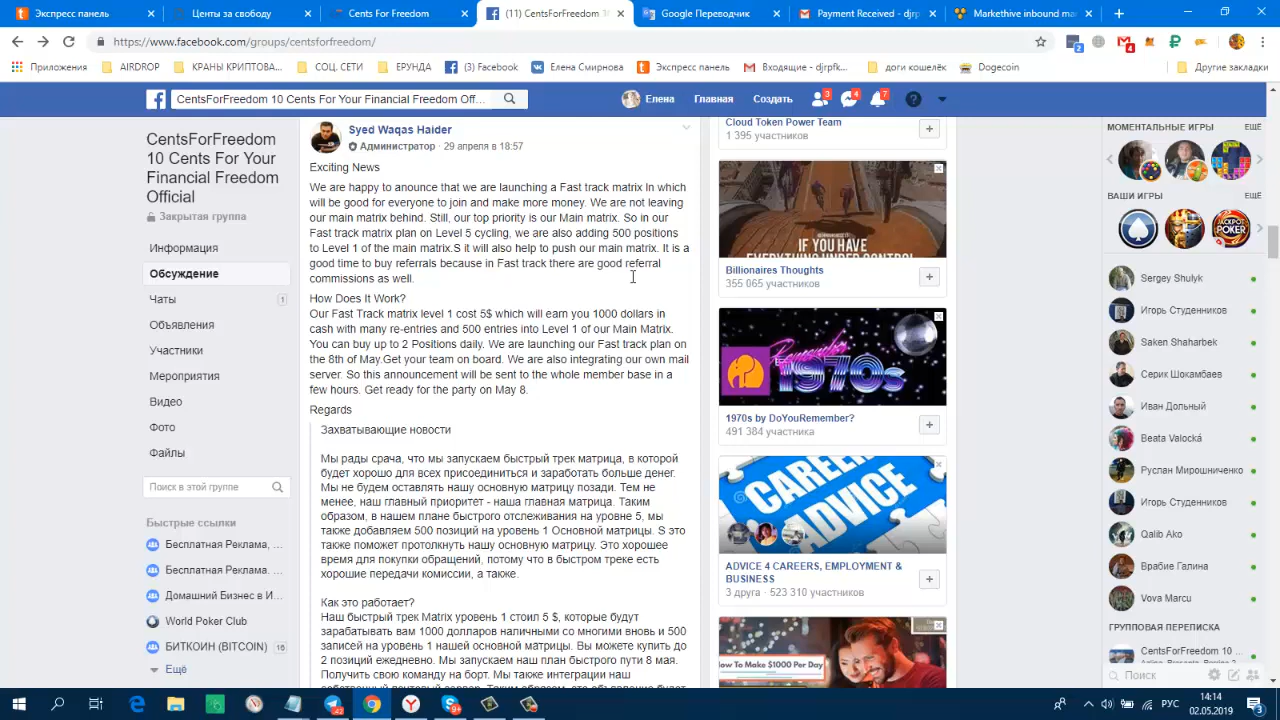 Экспресс панель
Центы за свободу
Cents For Freedom
(11) CentsForFreedom 10
Google Переводчик
Payment Received - djrp
Markethive inbound ma
https://www.facebook.com/groups/centsforfreedom/
2
4
Приложения
AIRDROP
КРАНЫ КРИПТОВА...
СОЦ. СЕТИ
ЕРУНДА
(3) Facebook
Елена Смирнова
Экспресс панель
Входящие - djrpfk...
доги кошелёк
Dogecoin
Другие закладки
CentsForFreedom 10 Cents For Your Financial Freedom Off...
Елена
Главная
Создать
3
4
7
CentsForFreedom
10 Cents For Your
Financial Freedom
Official
Закрытая группа
Информация
Обсуждение
Чаты
1
Объявления
Участники
Мероприятия
Видео
Фото
Файлы
Поиск в этой группе
Быстрые ссылки
Бесплатная Реклама, ...
Бесплатная Реклама. ...
Домашний Бизнес в И...
World Poker Club
БИТКОИН (BITCOIN)
16
Ещё
Syed Waqas Haider
Администратор · 29 апреля в 18:57
Exciting News
We are happy to anounce that we are launching a Fast track matrix In which
will be good for everyone to join and make more money. We are not leaving
our main matrix behind. Still, our top priority is our Main matrix. So in our
Fast track matrix plan on Level 5 cycling, we are also adding 500 positions
to Level 1 of the main matrix.S it will also help to push our main matrix. It is a
good time to buy referrals because in Fast track there are good referral
commissions as well.
How Does It Work?
Our Fast Track matrix level 1 cost 5$ which will earn you 1000 dollars in
cash with many re-entries and 500 entries into Level 1 of our Main Matrix.
You can buy up to 2 Positions daily. We are launching our Fast track plan on
the 8th of May.Get your team on board. We are also integrating our own mail
server. So this announcement will be sent to the whole member base in a
few hours. Get ready for the party on May 8.
Regards
Захватывающие новости
Мы рады срача, что мы запускаем быстрый трек матрица, в которой
будет хорошо для всех присоединиться и заработать больше денег.
Мы не будем оставлять нашу основную матрицу позади. Тем не
менее, наш главный приоритет - наша главная матрица. Таким
образом, в нашем плане быстрого отслеживания на уровне 5, мы
также добавляем 500 позиций на уровень 1 Основной матрицы. S это
также поможет протолкнуть нашу основную матрицу. Это хорошее
время для покупки обращений, потому что в быстром треке есть
хорошие передачи комиссии, а также.
Как это работает?
Наш быстрый трек Matrix уровень 1 стоил 5 $, которые будут
зарабатывать вам 1000 долларов наличными со многими вновь и 500
записей на уровень 1 нашей основной матрицы. Вы можете купить до
2 позиций ежедневно. Мы запускаем наш план быстрого пути 8 мая.
Получить свою команду на борт. Мы также интеграции наш
Cloud Token Power Team
1 395 участников
IF YOU HAVE
EVERYTHING UNDER CONTROL
Billionaires Thoughts
355 065 участников
Remember
1970s
1970s by DoYouRemember?
491 384 участника
CAREER
ADVICE
ADVICE 4 CAREERS, EMPLOYMENT &
BUSINESS
3 друга · 523 310 участников
How To Make $1000 Per Day
МОМЕНТАЛЬНЫЕ ИГРЫ
ЕЩЁ
ВАШИ ИГРЫ
ЕЩЁ
JACKPOT
POKER
Sergey Shulyk
Игорь Студенников
Saken Shaharbek
Серик Шокамбаев
Иван Дольный
Beata Valocká
Руслан Мирошниченко
Игорь Студенников
Qalib Ako
Врабие Галина
Vova Marcu
ГРУППОВАЯ ПЕРЕПИСКА
CentsForFreedom 10 ...
Поиск
РУС
14:14
02.05.2019
3